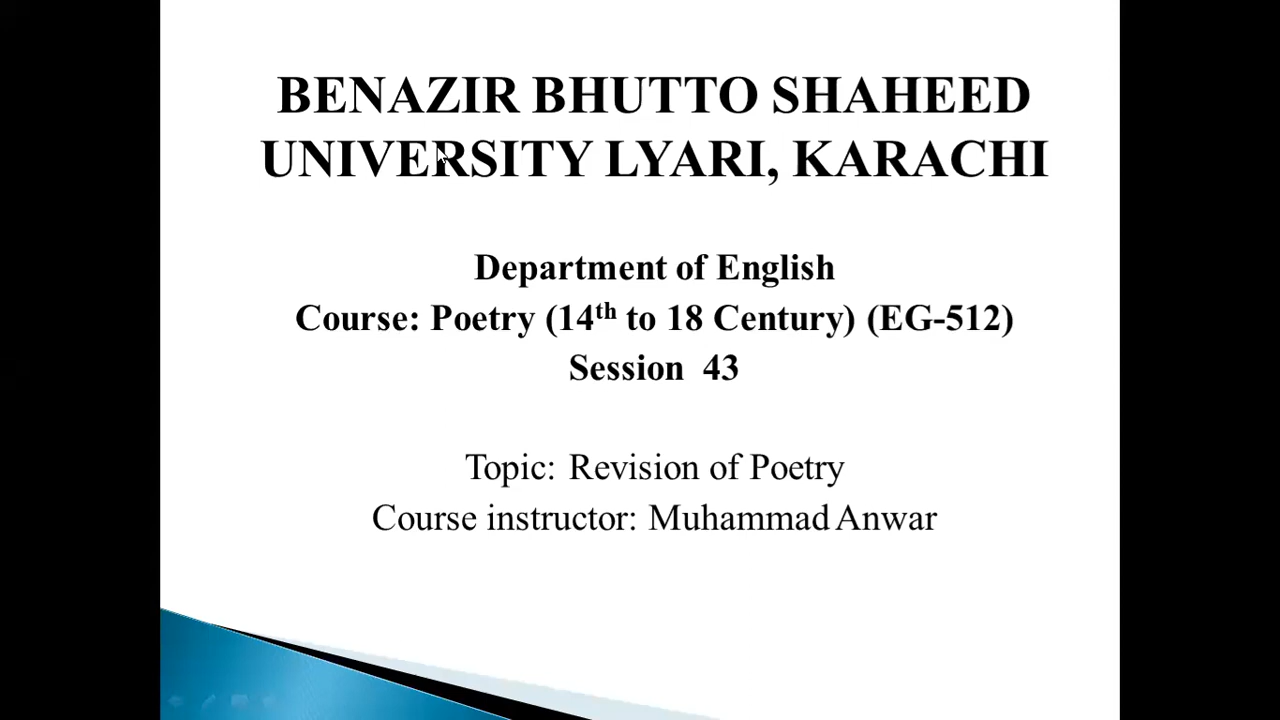 BENAZIR BHUTTO SHAHEED
UNIVERSITY LYARI, KARACHI
Department of English
Course: Poetry (14th to 18 Century) (EG-512)
Session 43
Topic: Revision of Poetry
Course instructor: Muhammad Anwar